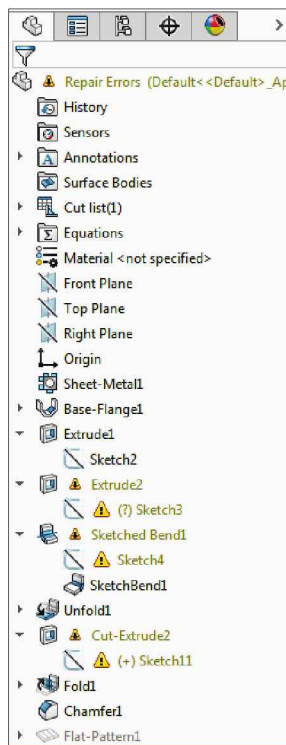 Repair Errors (Default<<Default>_Ap
History
Sensors
Annotations
Surface Bodies
Cut list(1)
Equations
Material <not specified>
Front Plane
Top Plane
Right Plane
Origin
Sheet-Metal1
Base-Flange1
Extrude1
Sketch2
Extrude2
(?) Sketch3
Sketched Bend1
Sketch4
SketchBend1
Unfold1
Cut-Extrude2
(+) Sketch11
Fold1
Chamfer1
Flat-Pattern1